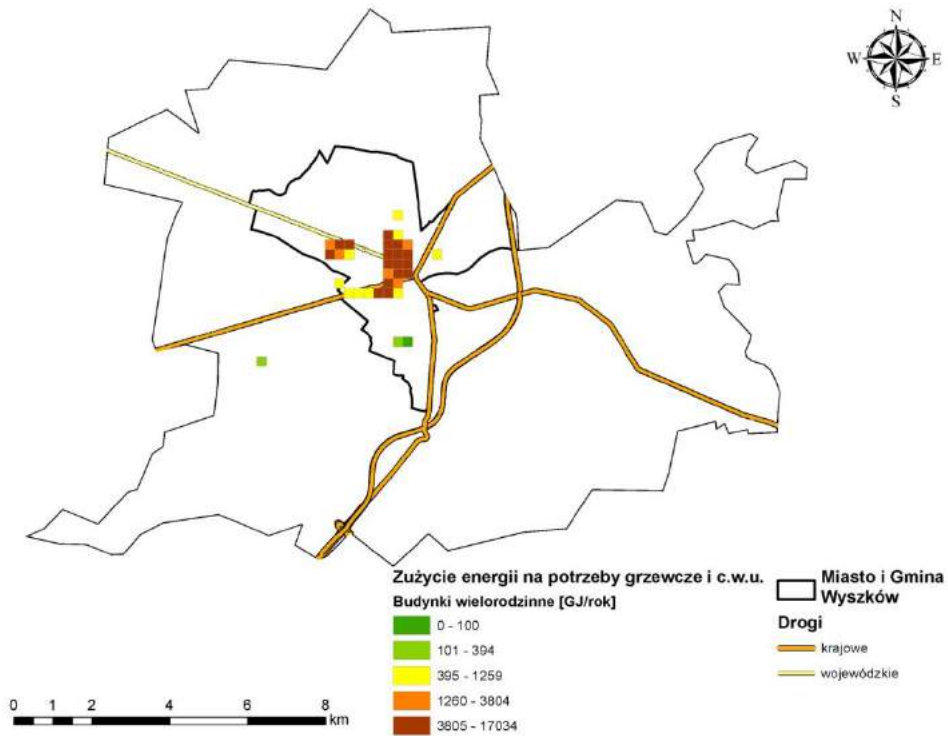 N
W E
S
Zużycie energii na potrzeby grzewcze i c.w.u.
Budynki wielorodzinne [GJ/rok]
0 - 100
101 - 394
395 - 1259
1260 - 3804
3805 - 17034
Miasto i Gmina
Wyszków
Drogi
krajowe
wojewódzkie
0 1 2 4 6 8
km